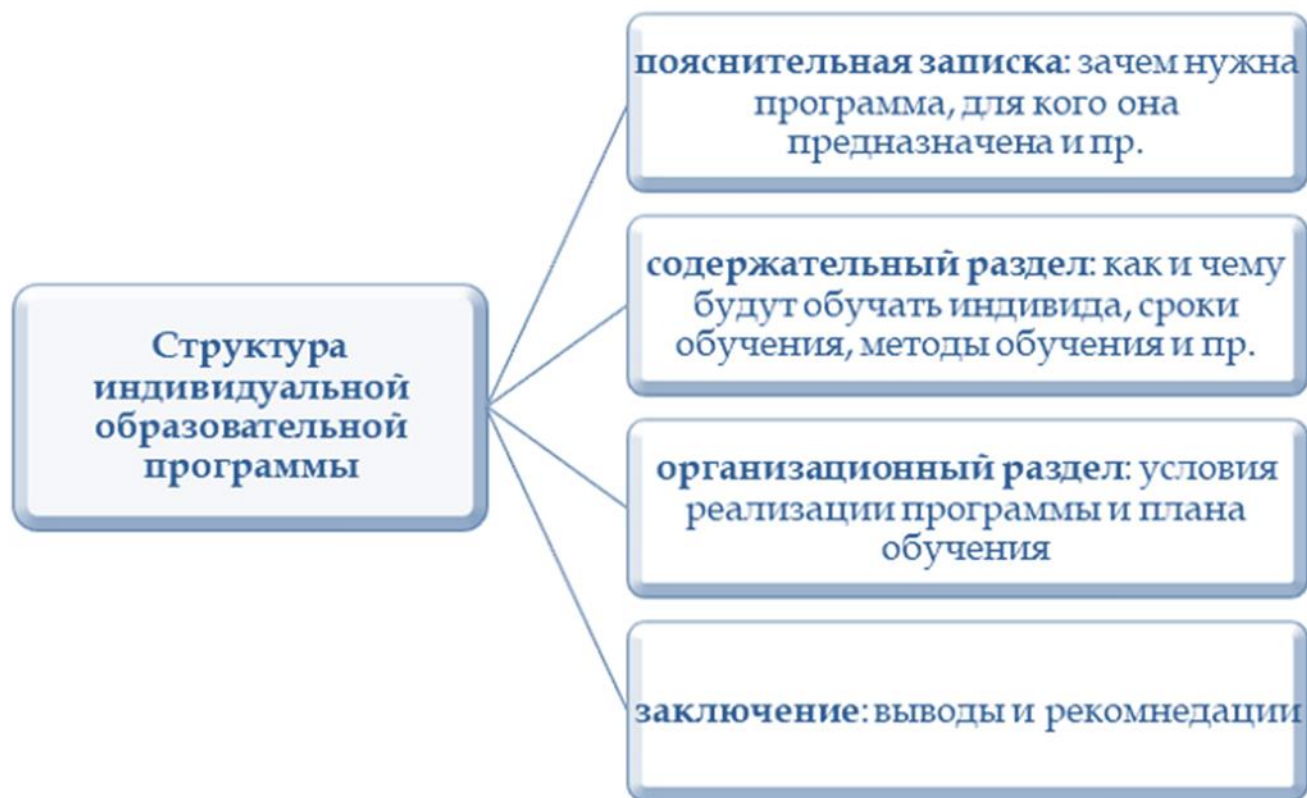 Структура
индивидуальной
образовательной
программы
пояснительная записка: зачем нужна
программа, для кого она
предназначена и пр.
содержательный раздел: как и чему
будут обучать индивида, сроки
обучения, методы обучения и пр.
организационный раздел: условия
реализации программы и плана
обучения
заключение: выводы и рекомнедации